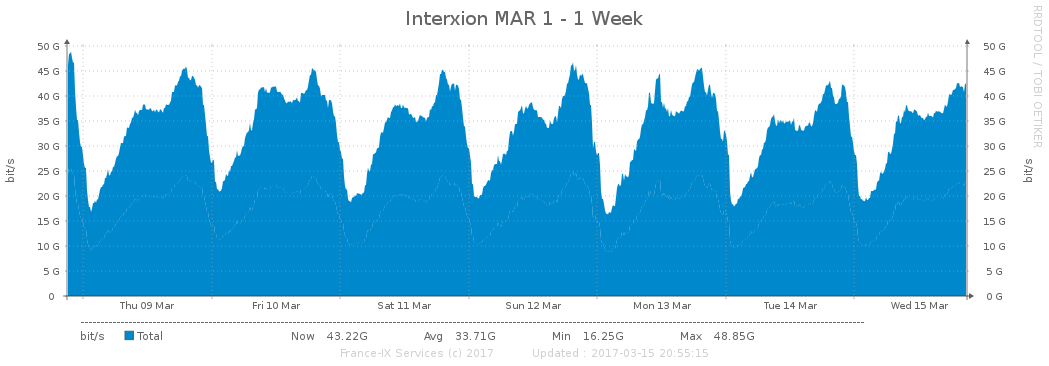 Interxion MAR 1 - 1 Week
RRDTOOL / TOBI OETIKER
50 G 50 G
45 G 45 G
40 G 40 G
35 G 35 G
30 G 30 G
25 G 25 G
20 G 20 G
15 G 15 G
10 G 10 G
5 G 5 G
0 0 G
bit/s bit/s
Thu 09 Mar Fri 10 Mar Sat 11 Mar Sun 12 Mar Mon 13 Mar Tue 14 Mar Wed 15 Mar
bit/s Total Now 43.22G Avg 33.71G Min 16.25G Max 48.85G
France-IX Services (c) 2017 Updated : 2017-03-15 20:55:15